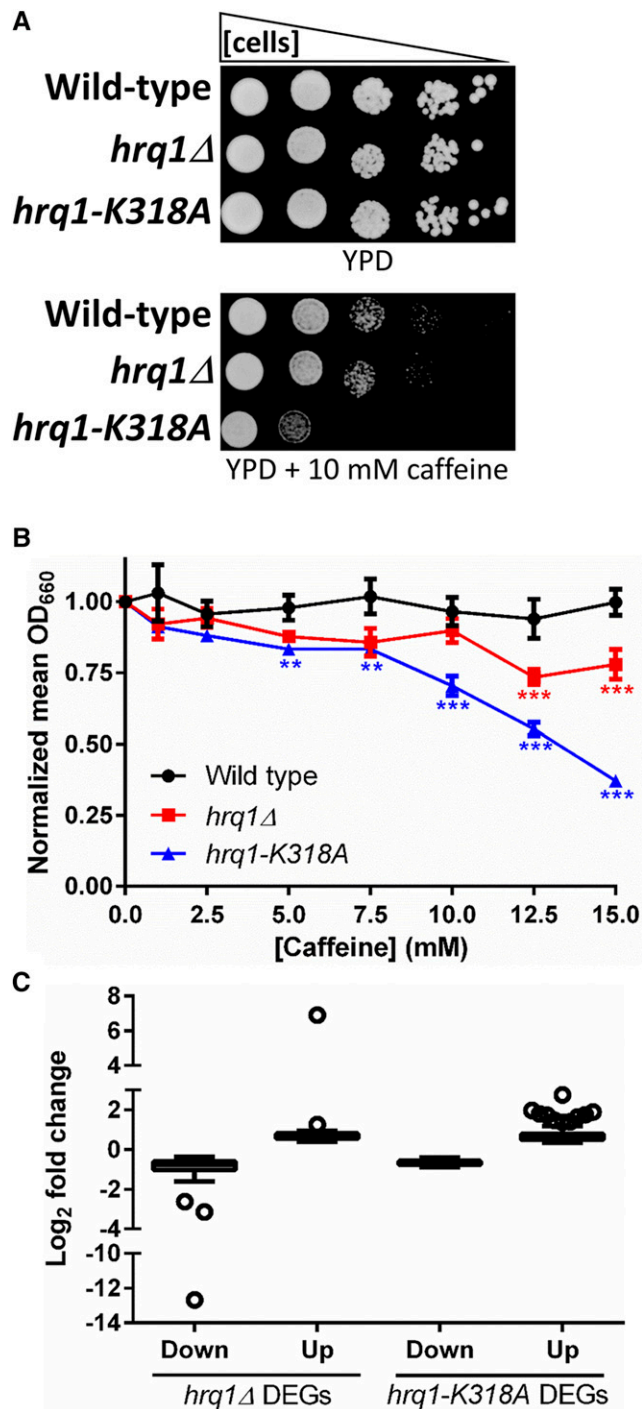 A
[cells]
Wild-type
hrq1Δ
hrq1-K318A
YPD
Wild-type
hrq1Δ
hrq1-K318A
YPD + 10 mM caffeine
B
Normalized mean OD660
1.00
0.75
0.50
0.25
0.00
** ** *** *** ***
*** ***
Wild type
hrq1Δ
hrq1-K318A
0.0 2.5 5.0 7.5 10.0 12.5 15.0
[Caffeine] (mM)
C
Log2 fold change
8
6
4
2
0
-2
-4
-10
-12
-14
Down Up Down Up
hrq1Δ DEGs hrq1-K318A DEGs